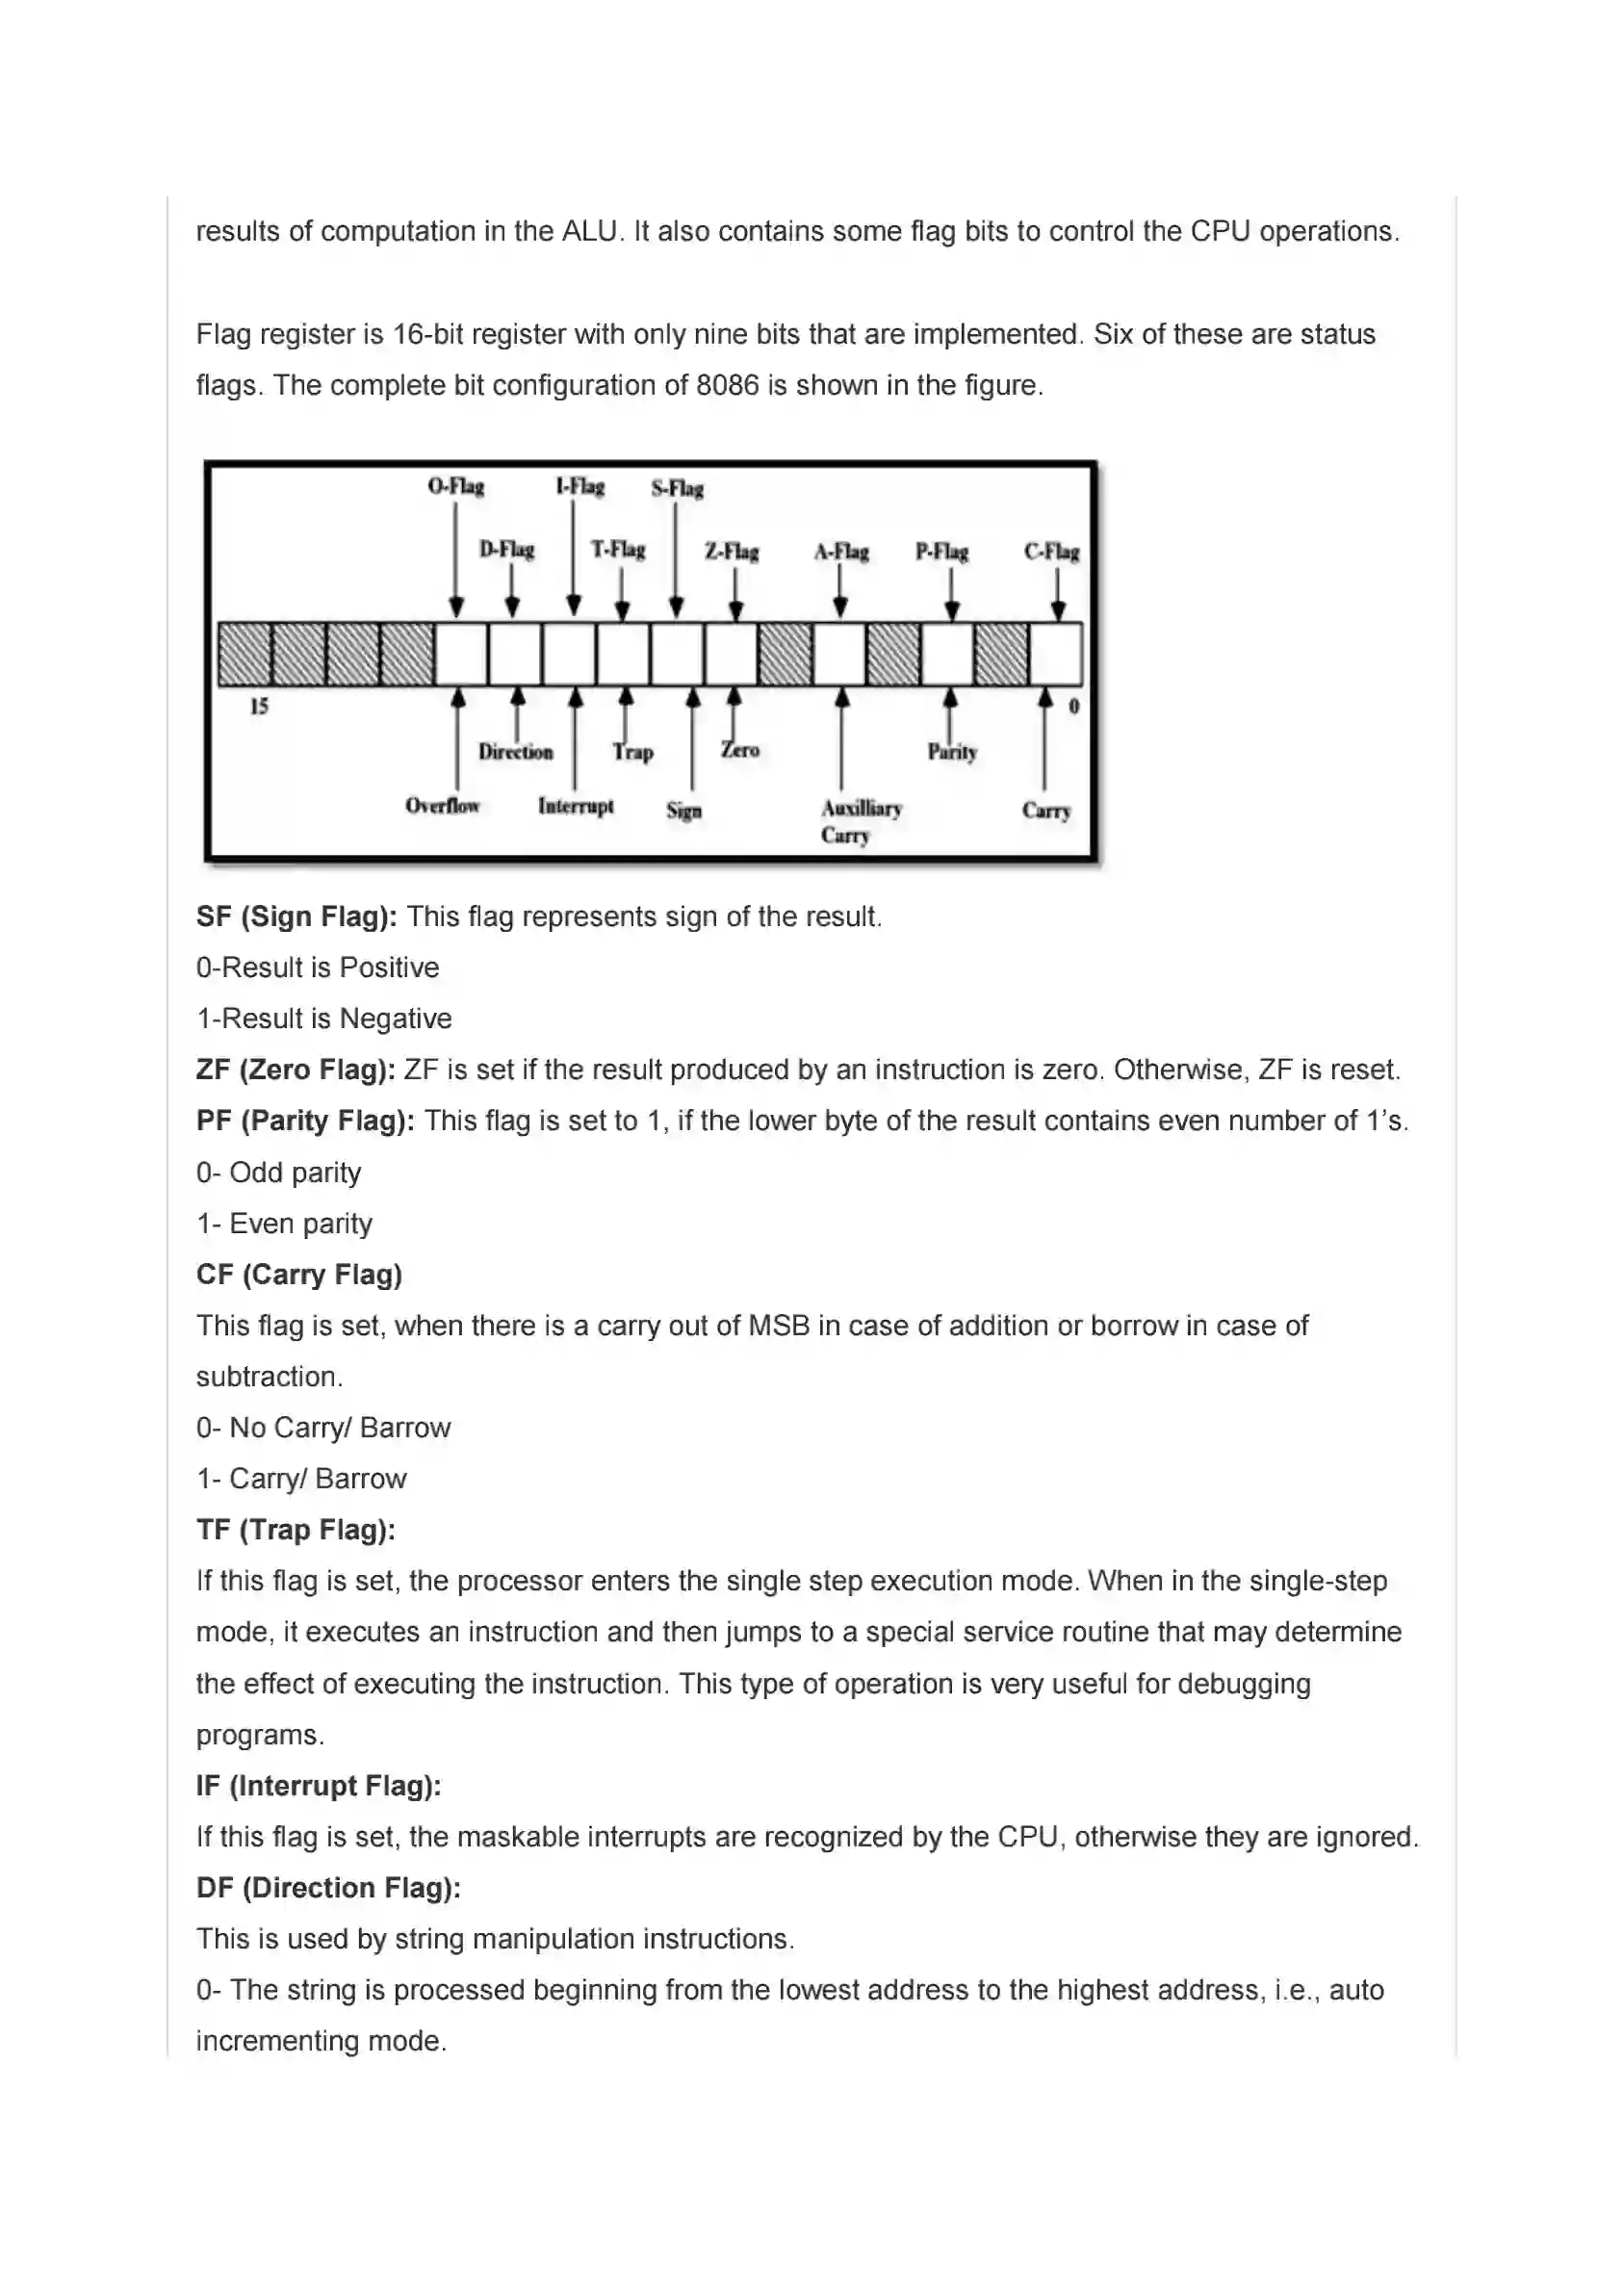 results of computation in the ALU. It also contains some flag bits to control the CPU operations.
Flag register is 16-bit register with only nine bits that are implemented. Six of these are status
flags. The complete bit configuration of 8086 is shown in the figure.
O-Flag I-Flag S-Flag
D-Flag T-Flag Z-Flag A-Flag P-Flag C-Flag
15 0
Direction Trap Zero Parity
Overflow Interrupt Sign Auxilliary Carry
Carry
SF (Sign Flag): This flag represents sign of the result.
0-Result is Positive
1-Result is Negative
ZF (Zero Flag): ZF is set if the result produced by an instruction is zero. Otherwise, ZF is reset.
PF (Parity Flag): This flag is set to 1, if the lower byte of the result contains even number of 1’s.
0- Odd parity
1- Even parity
CF (Carry Flag)
This flag is set, when there is a carry out of MSB in case of addition or borrow in case of
subtraction.
0- No Carry/ Barrow
1- Carry/ Barrow
TF (Trap Flag):
If this flag is set, the processor enters the single step execution mode. When in the single-step
mode, it executes an instruction and then jumps to a special service routine that may determine
the effect of executing the instruction. This type of operation is very useful for debugging
programs.
IF (Interrupt Flag):
If this flag is set, the maskable interrupts are recognized by the CPU, otherwise they are ignored.
DF (Direction Flag):
This is used by string manipulation instructions.
0- The string is processed beginning from the lowest address to the highest address, i.e., auto
incrementing mode.